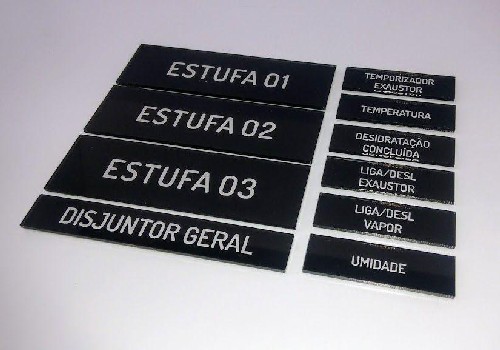 ESTUFA 01
ESTUFA 02
ESTUFA 03
DISJUNTOR GERAL
TEMPORIZADOR
EXAUSTOR
TEMPERATURA
DESIDRATAÇÃO
CONCLUÍDA
LIGA/DESL
EXAUSTOR
LIGA/DESL
VAPOR
UMIDADE